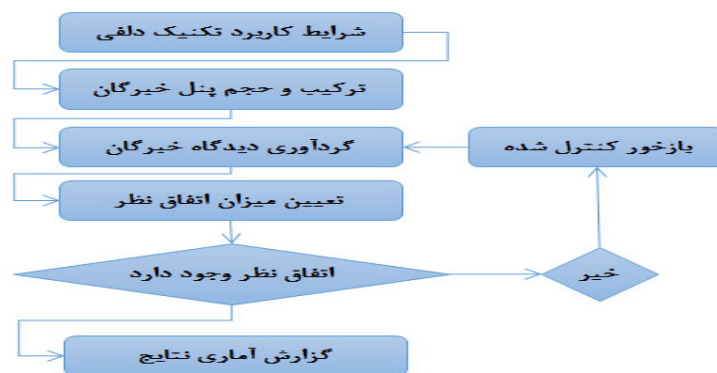 شرایط کاربرد تکنیک دلفی
ترکیب و حجم پنل خبرگان
گردآوری دیدگاه خبرگان
بازخور کنترل شده
تعیین میزان اتفاق نظر
اتفاق نظر وجود دارد
خیر
گزارش آماری نتایج